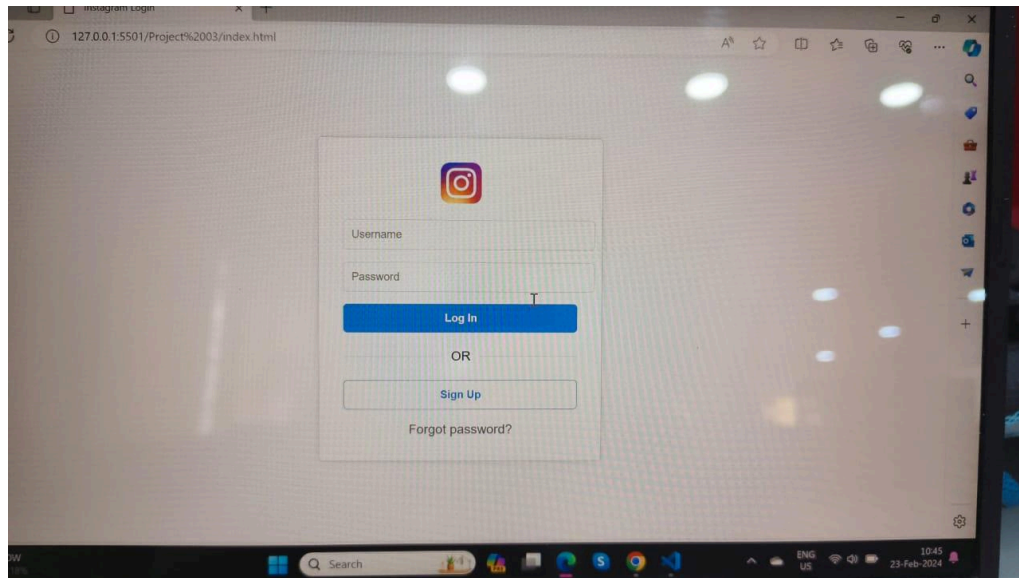 Instagram Login
127.0.0.1:5501/Project%2003/index.html
Username
Password
Log In
OR
Sign Up
Forgot password?
Search
ENG
US
10:45
23-Feb-2024